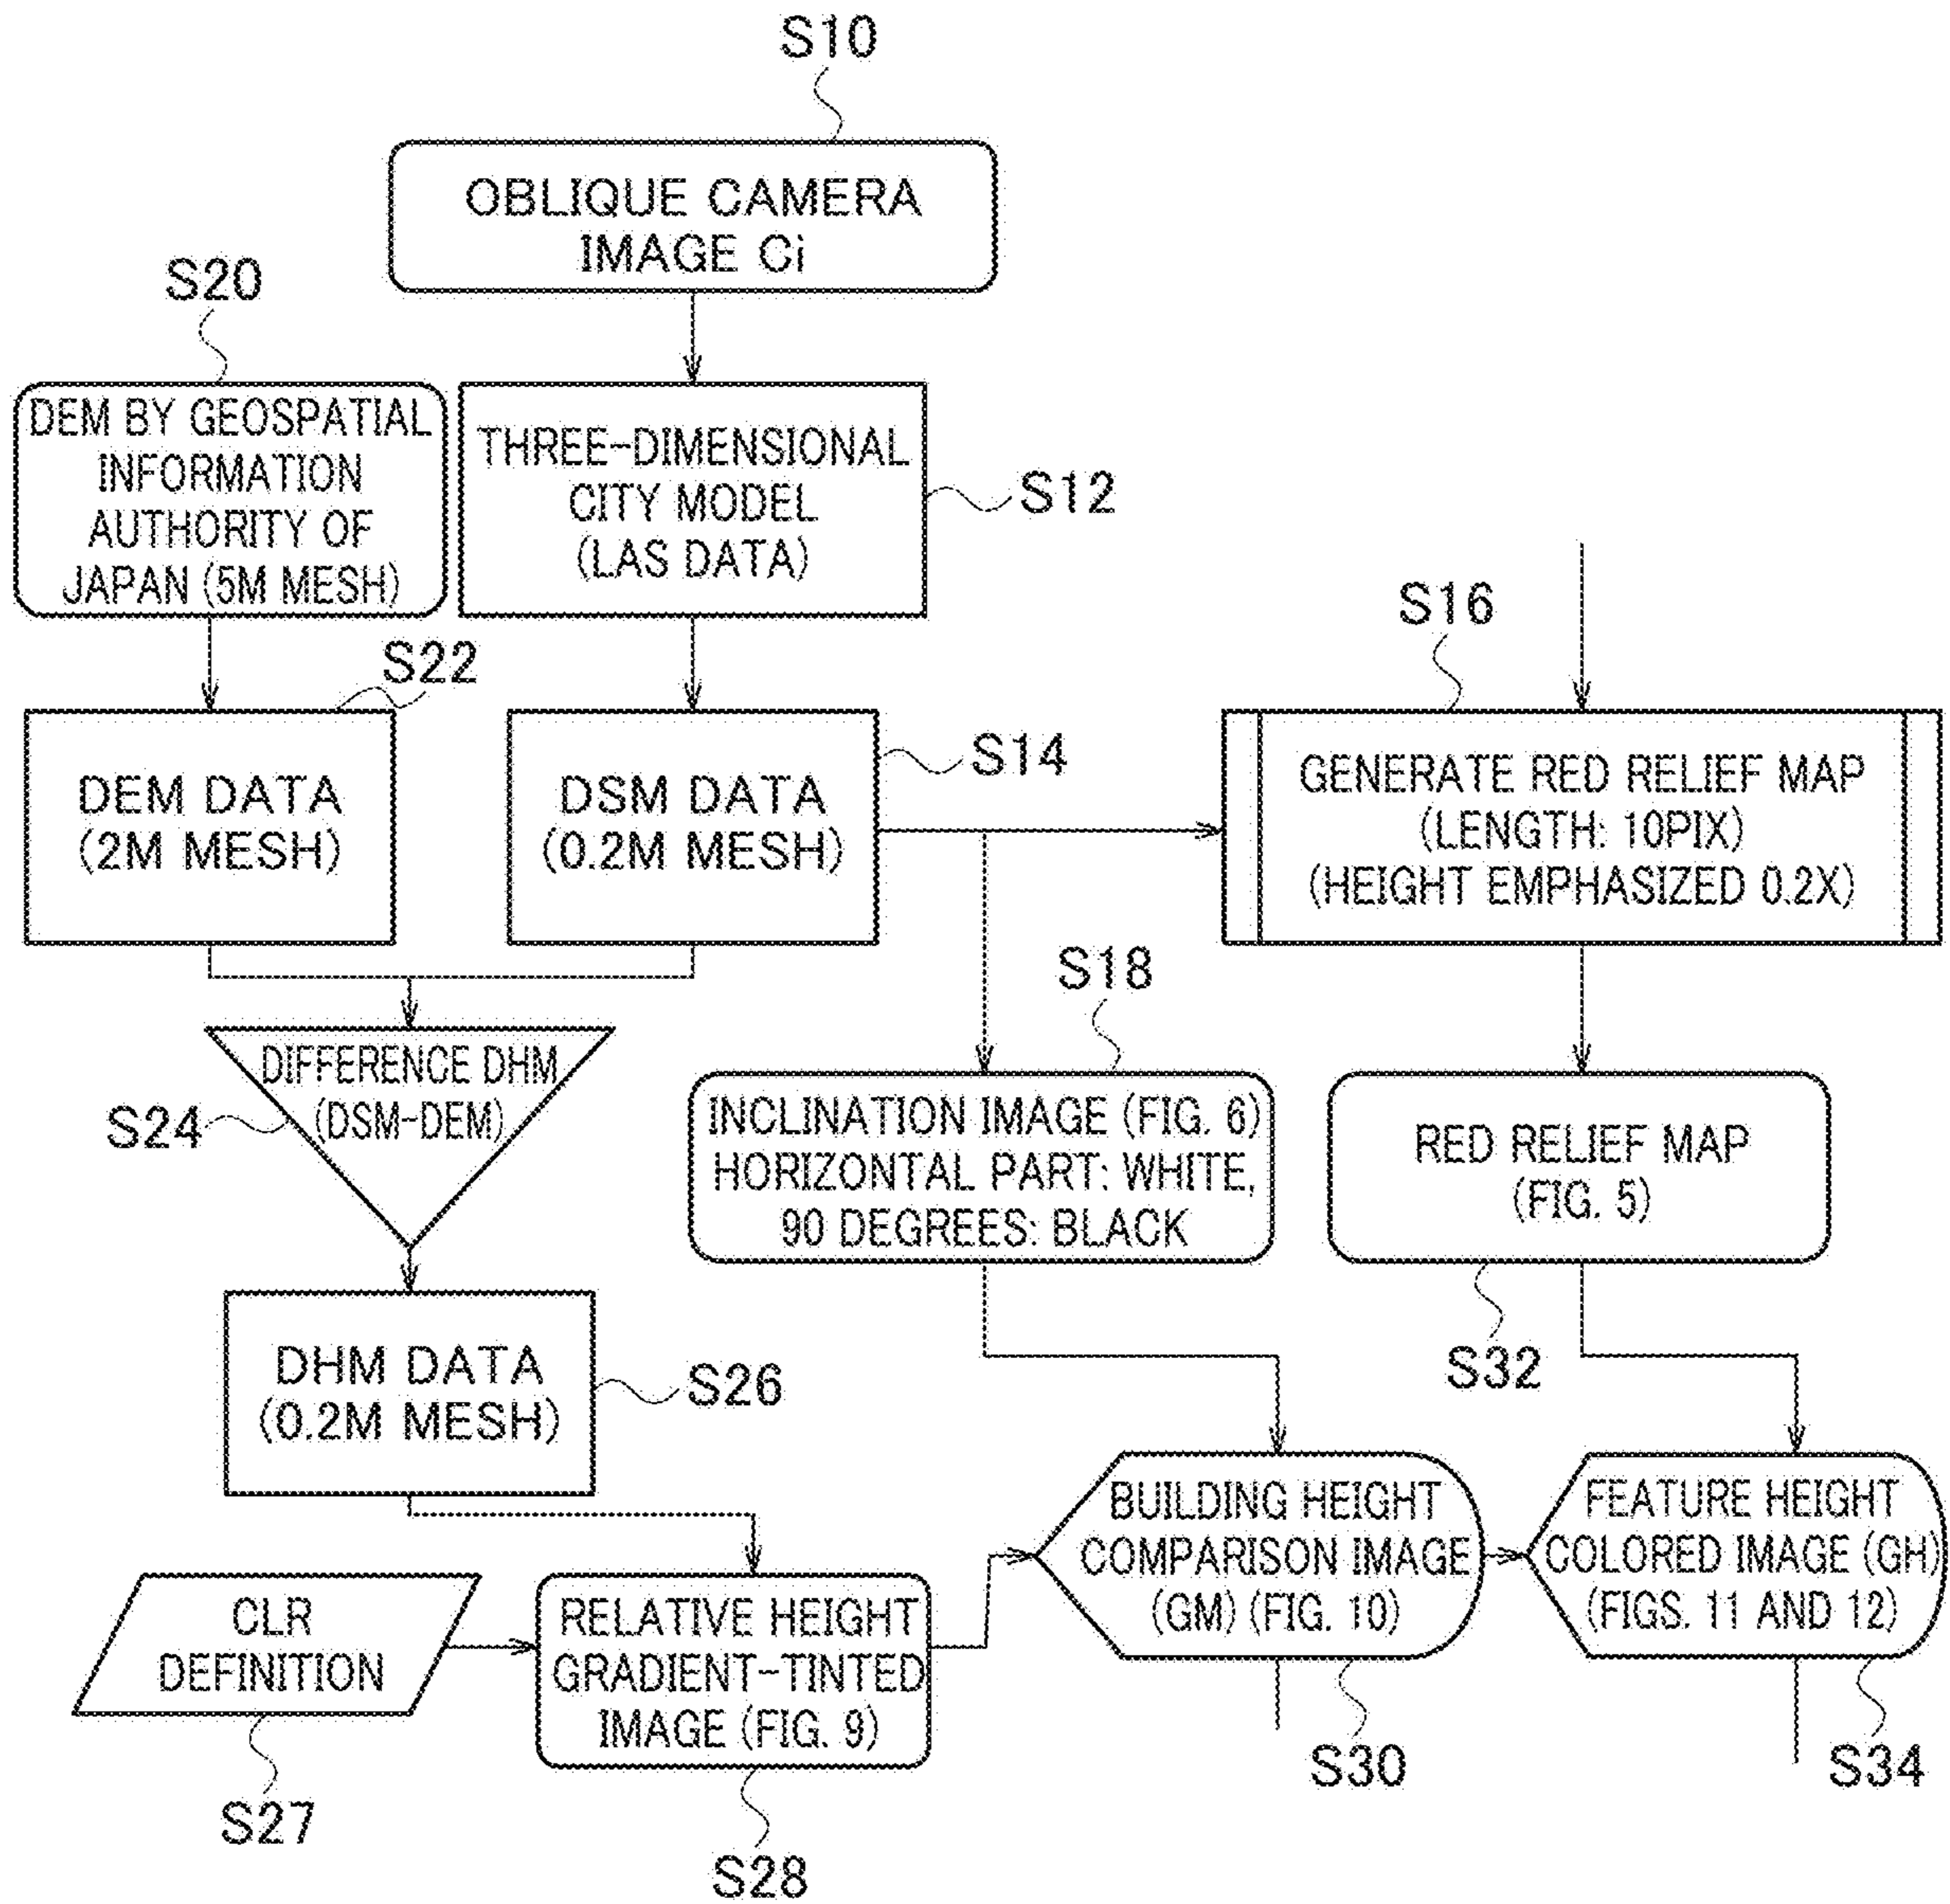 S10
OBLIQUE CAMERA
IMAGE Ci
S20
DEM BY GEOSPATIAL
INFORMATION
AUTHORITY OF
JAPAN (5M MESH)
THREE-DIMENSIONAL
CITY MODEL
(LAS DATA)
S12
S22
DEM DATA
(2M MESH)
DSM DATA
(0.2M MESH)
S14
S16
GENERATE RED RELIEF MAP
(LENGTH: 10PIX)
(HEIGHT EMPHASIZED 0.2X)
S24
DIFFERENCE DHM
(DSM-DEM)
S18
INCLINATION IMAGE (FIG. 6)
HORIZONTAL PART: WHITE,
90 DEGREES: BLACK
RED RELIEF MAP
(FIG. 5)
S32
DHM DATA
(0.2M MESH)
S26
CLR
DEFINITION
S27
RELATIVE HEIGHT
GRADIENT-TINTED
IMAGE (FIG. 9)
S28
BUILDING HEIGHT
COMPARISON IMAGE
(GM) (FIG. 10)
S30
FEATURE HEIGHT
COLORED IMAGE (GH)
(FIGS. 11 AND 12)
S34